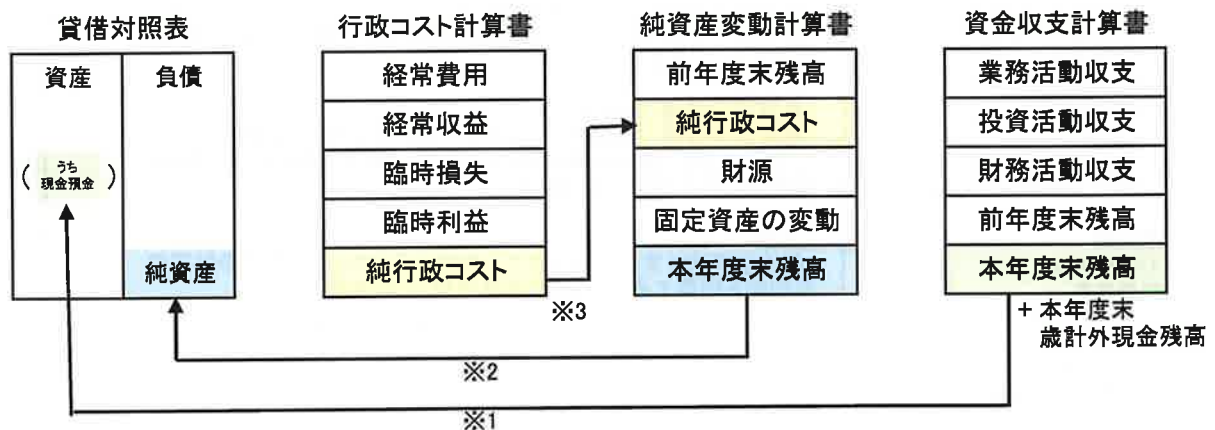 貸借対照表
資産
負債
( うち
現金預金 )
純資産
行政コスト計算書
経常費用
経常収益
臨時損失
臨時利益
純行政コスト
純資産変動計算書
前年度末残高
純行政コスト
財源
固定資産の変動
本年度末残高
資金収支計算書
業務活動収支
投資活動収支
財務活動収支
前年度末残高
本年度末残高
+ 本年度末
歳計外現金残高
※3
※2
※1